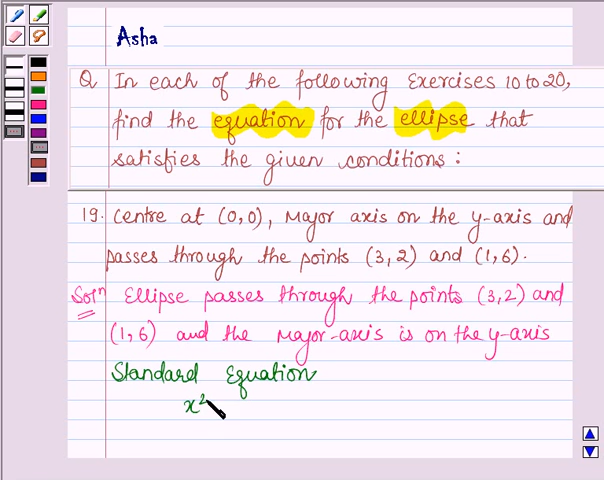 Asha
Q In each of the following Exercises 10 to 20,
find the equation for the ellipse that
satisfies the given conditions :
19. Centre at (0,0), Major axis on the y-axis and
passes through the points (3,2) and (1,6).
Solⁿ Ellipse passes through the points (3,2) and
(1,6) and the Major-axis is on the y-axis
Standard Equation
x²